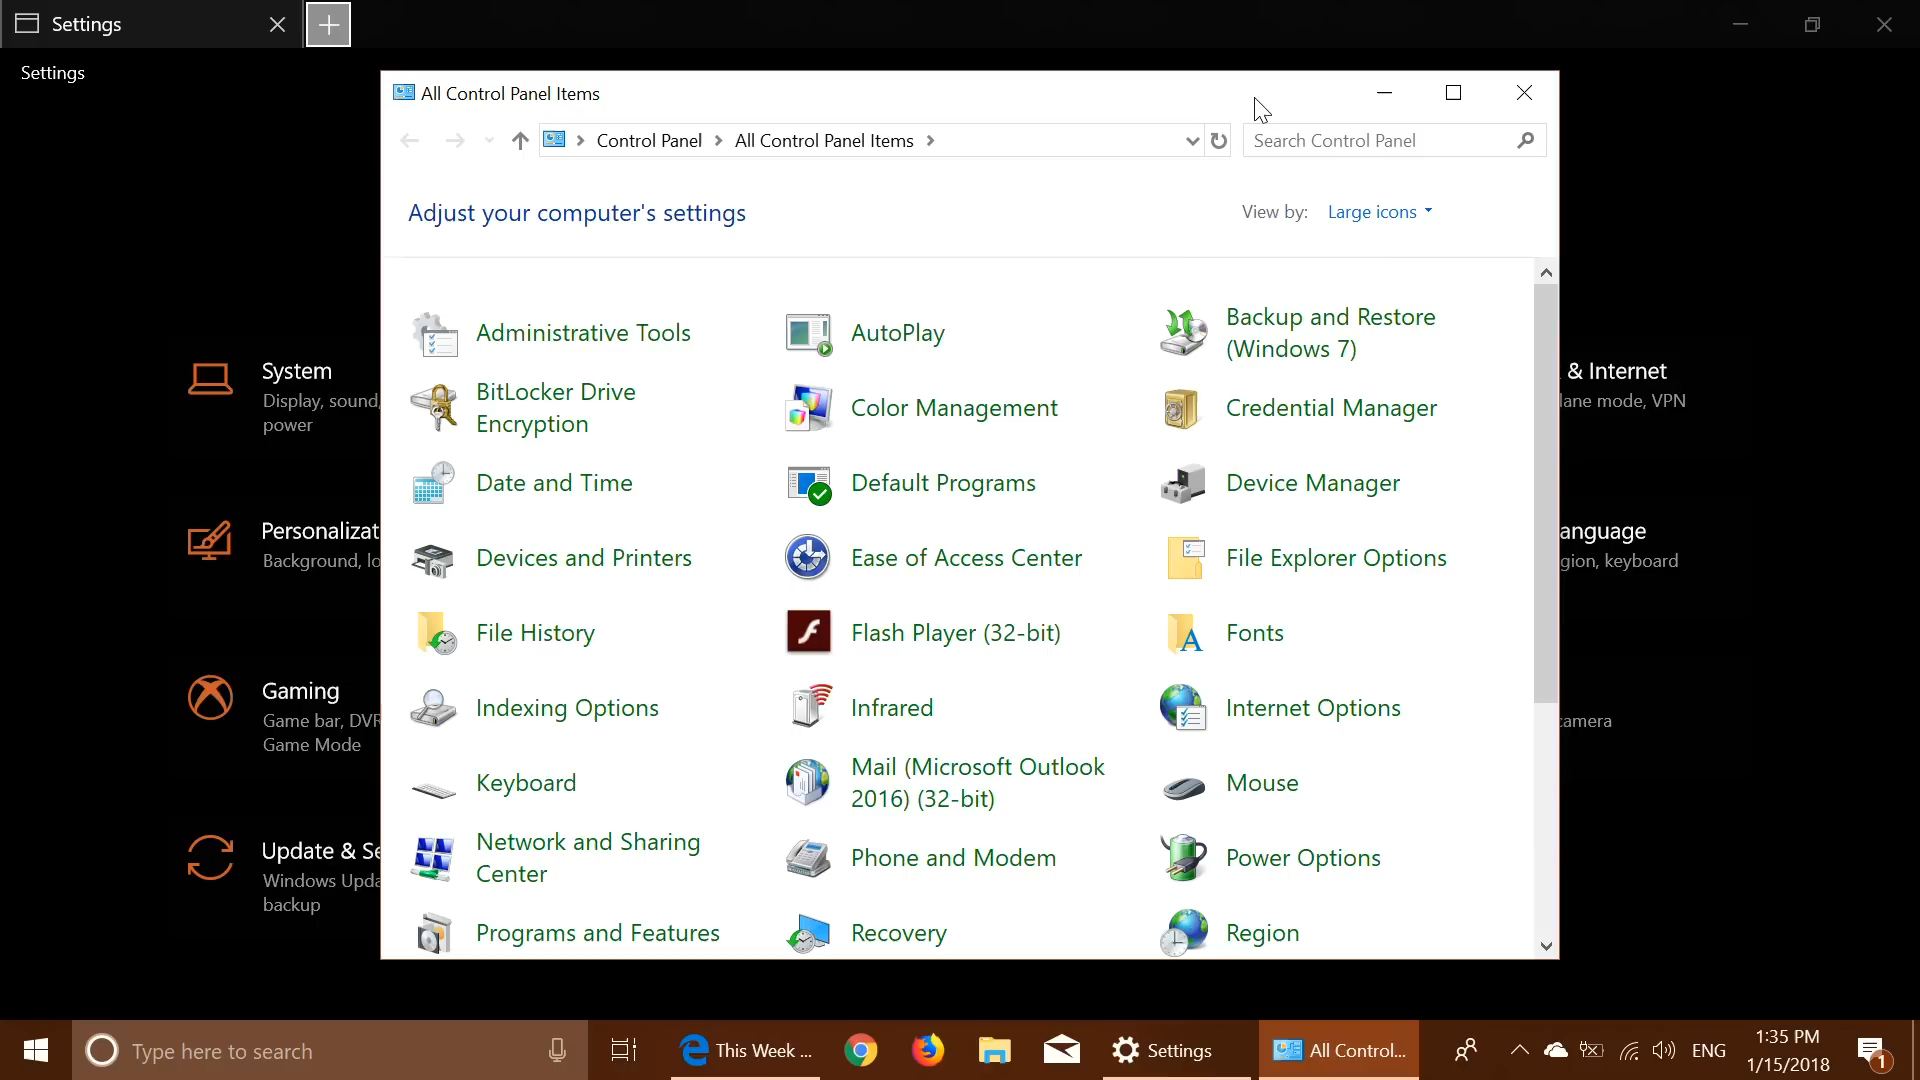 Settings
Settings
All Control Panel Items
Control Panel
All Control Panel Items
Search Control Panel
Adjust your computer's settings
View by:
Large icons
Administrative Tools
AutoPlay
Backup and Restore
(Windows 7)
BitLocker Drive
Encryption
Color Management
Credential Manager
Date and Time
Default Programs
Device Manager
Devices and Printers
Ease of Access Center
File Explorer Options
File History
Flash Player (32-bit)
Fonts
Indexing Options
Infrared
Internet Options
Keyboard
Mail (Microsoft Outlook
2016) (32-bit)
Mouse
Network and Sharing
Center
Phone and Modem
Power Options
Programs and Features
Recovery
Region
System
Display, sound,
power
Personalizat
Background, lo
Gaming
Game bar, DVR
Game Mode
Update & Se
Windows Upda
backup
& Internet
lane mode, VPN
anguage
gion, keyboard
camera
Type here to search
This Week ...
Settings
All Control...
ENG
1:35 PM
1/15/2018
1